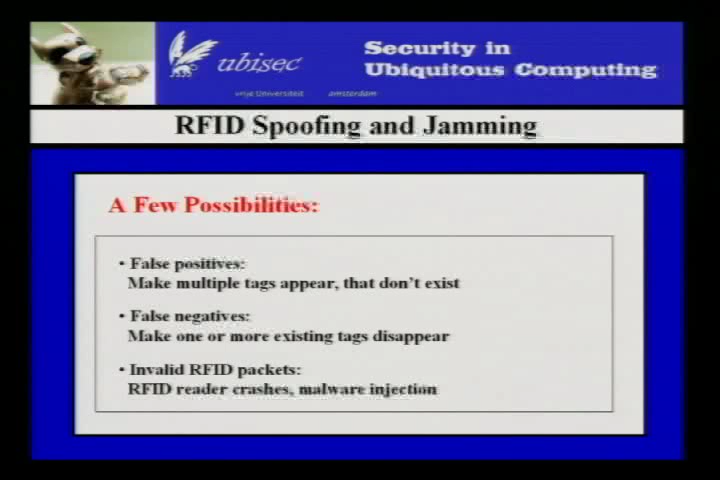 ubisec
Security in
Ubiquitous Computing
vrije Universiteit amsterdam
RFID Spoofing and Jamming
A Few Possibilities:
• False positives:
Make multiple tags appear, that don't exist
• False negatives:
Make one or more existing tags disappear
• Invalid RFID packets:
RFID reader crashes, malware injection